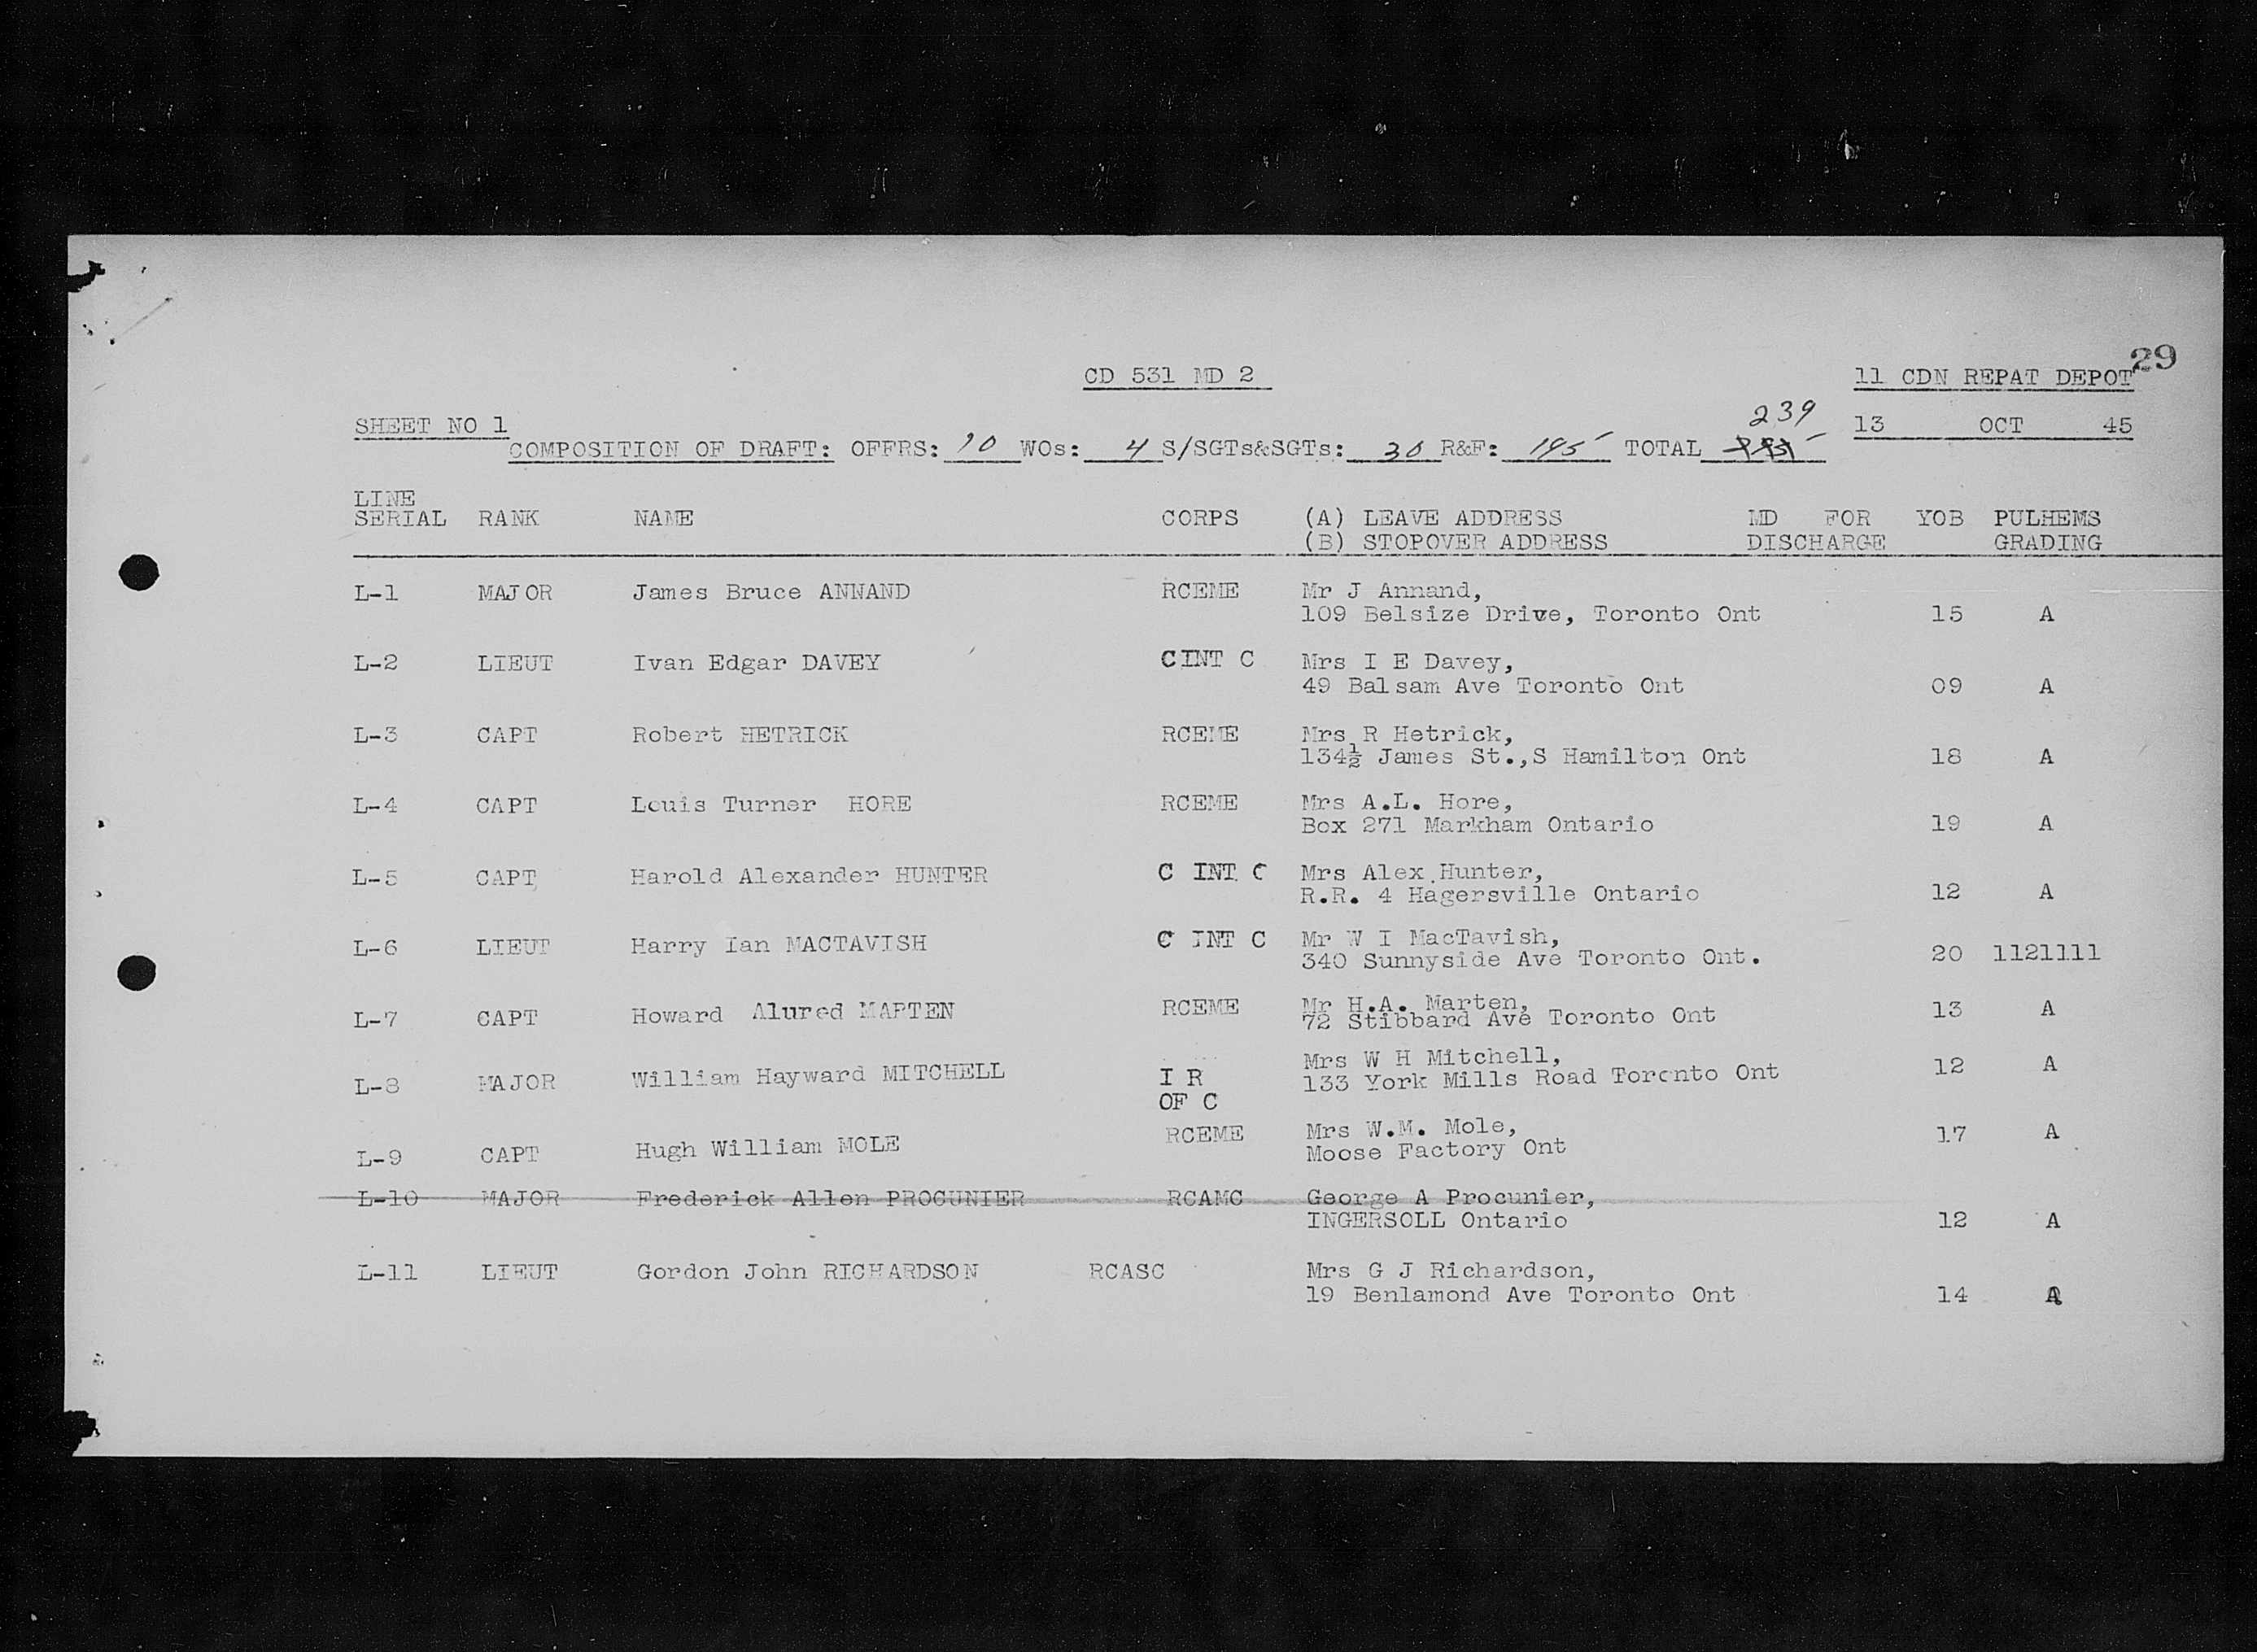 29
CD 531 MD 2 11 CDN REPAT DEPOT
SHEET NO 1 239 13 OCT 45
COMPOSITION OF DRAFT: OFFRS: 10 WOs: 4 S/SGTs&SGTs: 30 R&F: 195 TOTAL
LINE
SERIAL RANK NAME CORPS (A) LEAVE ADDRESS MD FOR YOB PULHEMS
(B) STOPOVER ADDRESS DISCHARGE GRADING
L-1 MAJOR James Bruce ANNAND RCEME Mr J Annand,
109 Belsize Drive, Toronto Ont 15 A
L-2 LIEUT Ivan Edgar DAVEY C INT C Mrs I E Davey,
49 Balsam Ave Toronto Ont 09 A
L-3 CAPT Robert HETRICK RCEME Mrs R Hetrick,
134½ James St.,S Hamilton Ont 18 A
L-4 CAPT Louis Turner HORE RCEME Mrs A.L. Hore,
Box 271 Markham Ontario 19 A
L-5 CAPT Harold Alexander HUNTER C INT C Mrs Alex Hunter,
R.R. 4 Hagersville Ontario 12 A
L-6 LIEUT Harry Ian MACTAVISH C INT C Mr W I MacTavish,
340 Sunnyside Ave Toronto Ont. 20 1121111
L-7 CAPT Howard Alured MARTEN RCEME Mr H.A. Marten, 13 A
72 Stibbard Ave Toronto Ont
L-8 MAJOR William Hayward MITCHELL I R Mrs W H Mitchell, 12 A
OF C 133 York Mills Road Toronto Ont
L-9 CAPT Hugh William MOLE RCEME Mrs W.M. Mole, 17 A
Moose Factory Ont
L-10 MAJOR Frederick Allen PROCUNIER RCAMC George A Procunier,
INGERSOLL Ontario 12 A
L-11 LIEUT Gordon John RICHARDSON RCASC Mrs G J Richardson,
19 Benlamond Ave Toronto Ont 14 A